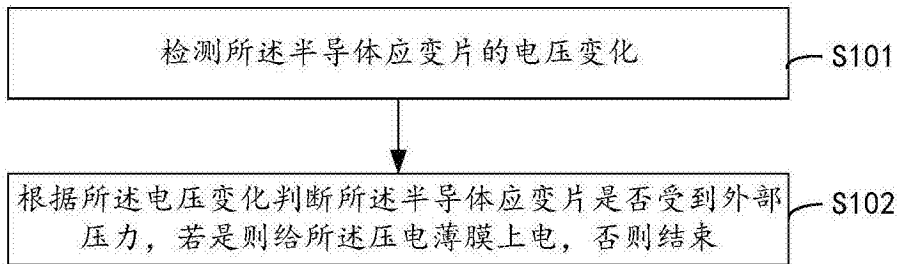 检测所述半导体应变片的电压变化
S101
根据所述电压变化判断所述半导体应变片是否受到外部
压力，若是则给所述压电薄膜上电，否则结束
S102